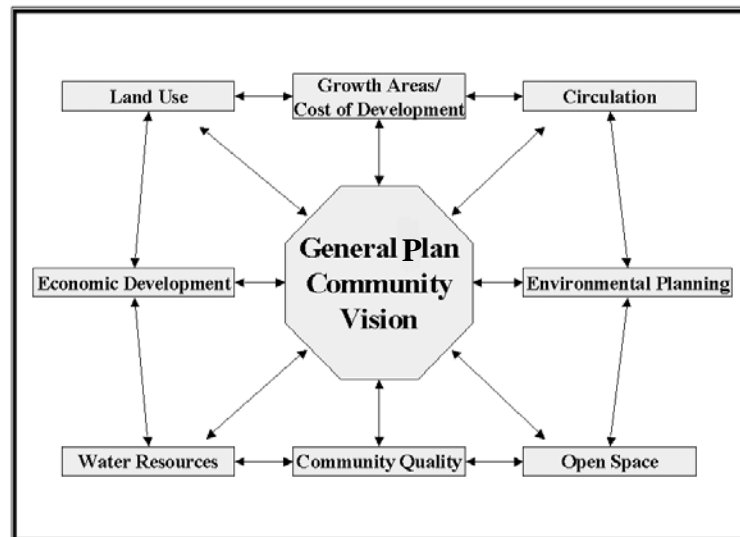 Land Use
Growth Areas/
Cost of Development
Circulation
General Plan
Community
Vision
Economic Development
Environmental Planning
Water Resources
Community Quality
Open Space